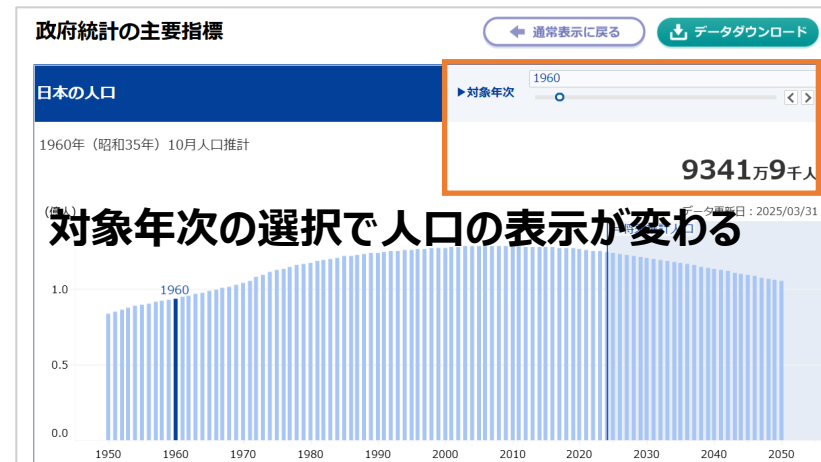 政府統計の主要指標
通常表示に戻る
データダウンロード
日本の人口
▶対象年次
1960
1960年（昭和35年）10月人口推計
9341万9千人
(億人)
データ更新日：2025/03/31
対象年次の選択で人口の表示が変わる
1.0
1960
0.5
0.0
1950 1960 1970 1980 1990 2000 2010 2020 2030 2040 2050